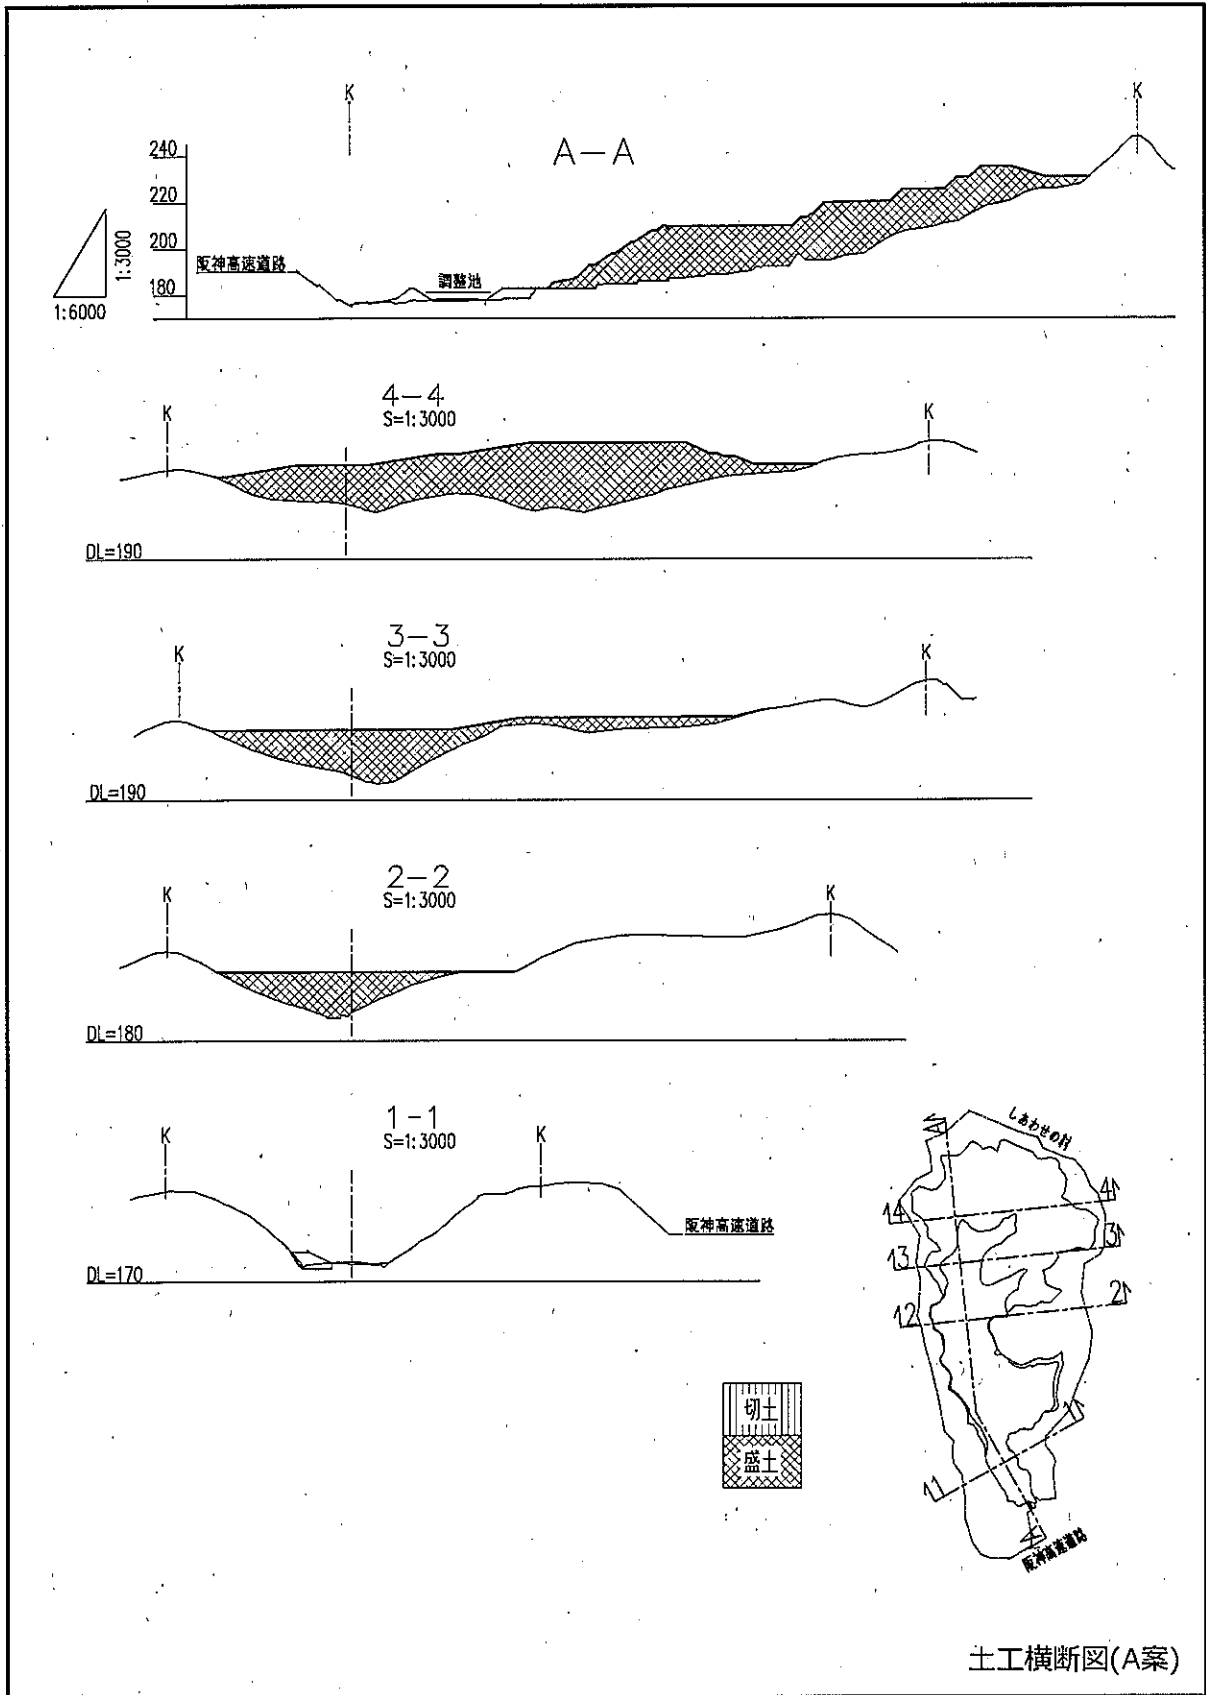 K
K
A-A
240
220
200
180
1:3000
1:6000
阪神高速道路
調整池
4-4
S=1:3000
K
K
DL=190
3-3
S=1:3000
K
K
DL=190
2-2
S=1:3000
K
K
DL=180
1-1
S=1:3000
K
K
阪神高速道路
DL=170
しあわせの村
A
4
4
3
3
2
2
1
1
A
阪神高速道路
切土
盛土
土工横断図(A案)